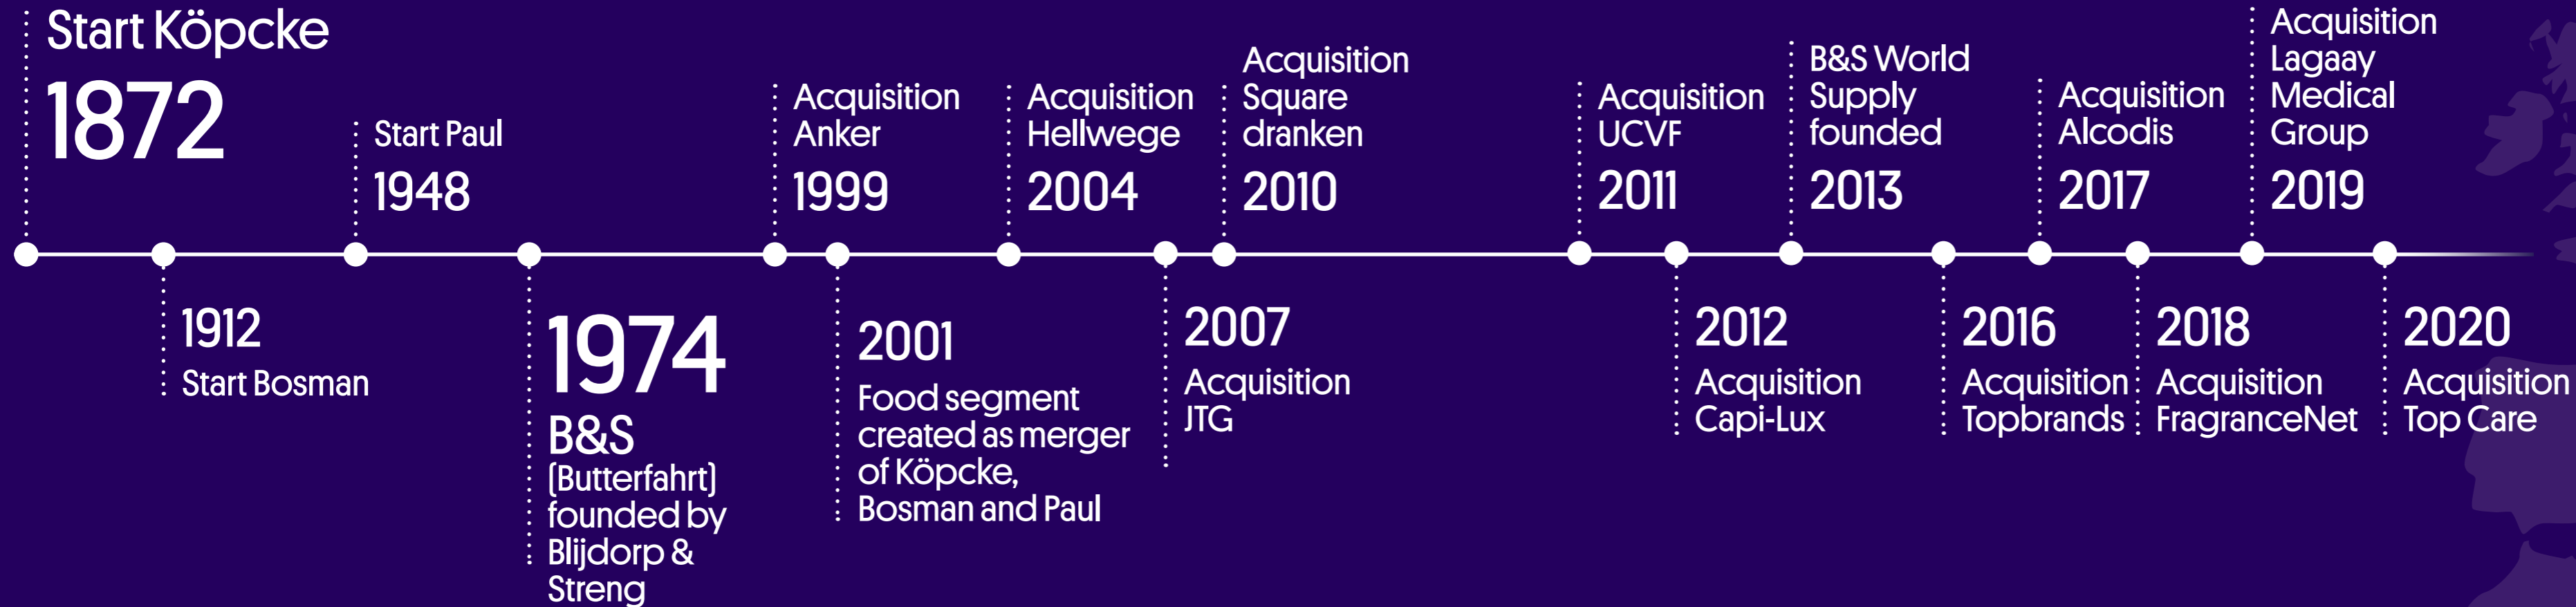 Start Köpcke
1872
1912
Start Bosman
Start Paul
1948
1974
B&S
(Butterfahrt)
founded by
Blijdorp &
Streng
Acquisition
Anker
1999
2001
Food segment
created as merger
of Köpcke,
Bosman and Paul
Acquisition
Hellwege
2004
2007
Acquisition
JTG
Acquisition
Square
dranken
2010
Acquisition
UCVF
2011
2012
Acquisition
Capi-Lux
B&S World
Supply
founded
2013
2016
Acquisition
Topbrands
Acquisition
Alcodis
2017
2018
Acquisition
FragranceNet
Acquisition
Lagaay
Medical
Group
2019
2020
Acquisition
Top Care